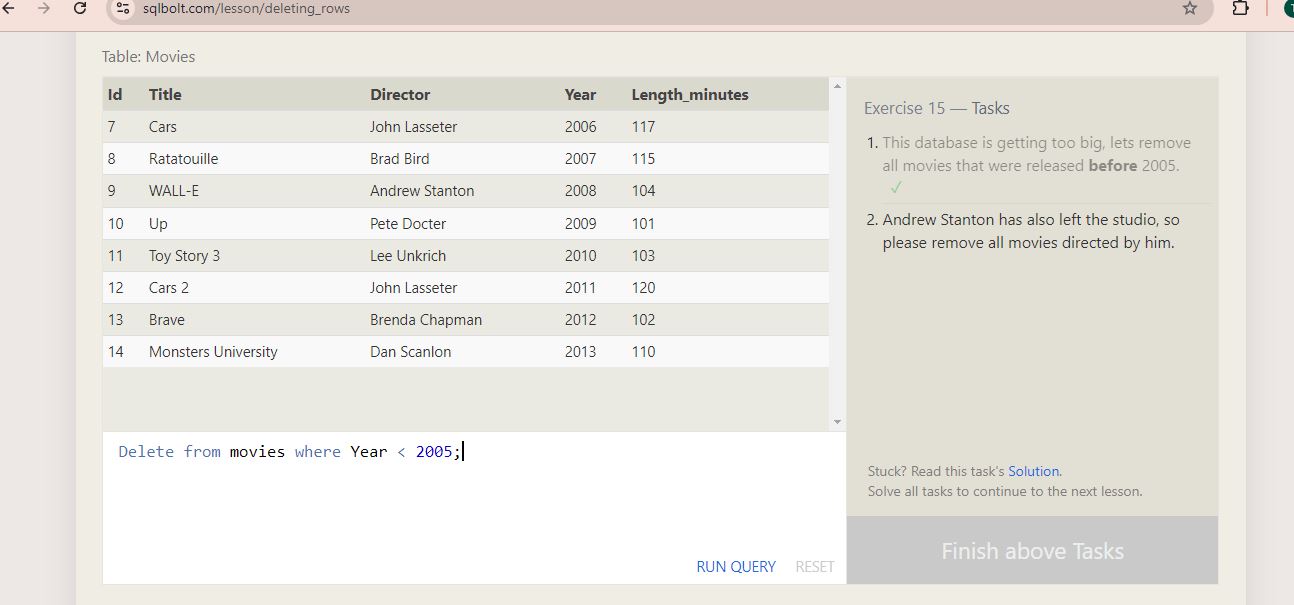 sqlbolt.com/lesson/deleting_rows
Table: Movies
Id Title Director Year Length_minutes
7 Cars John Lasseter 2006 117
8 Ratatouille Brad Bird 2007 115
9 WALL-E Andrew Stanton 2008 104
10 Up Pete Docter 2009 101
11 Toy Story 3 Lee Unkrich 2010 103
12 Cars 2 John Lasseter 2011 120
13 Brave Brenda Chapman 2012 102
14 Monsters University Dan Scanlon 2013 110
Delete from movies where Year < 2005;
RUN QUERY RESET
Exercise 15 — Tasks
1. This database is getting too big, lets remove
all movies that were released before 2005.
✓
2. Andrew Stanton has also left the studio, so
please remove all movies directed by him.
Stuck? Read this task's Solution.
Solve all tasks to continue to the next lesson.
Finish above Tasks